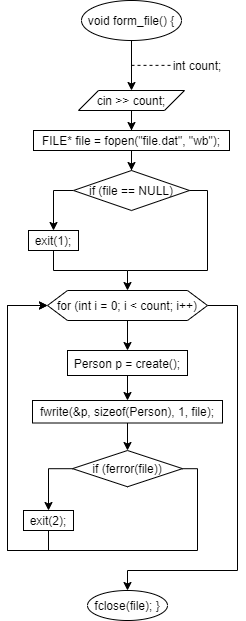 void form_file() {
int count;
cin >> count;
FILE* file = fopen("file.dat", "wb");
if (file == NULL)
exit(1);
for (int i = 0; i < count; i++)
Person p = create();
fwrite(&p, sizeof(Person), 1, file);
if (ferror(file))
exit(2);
fclose(file); }